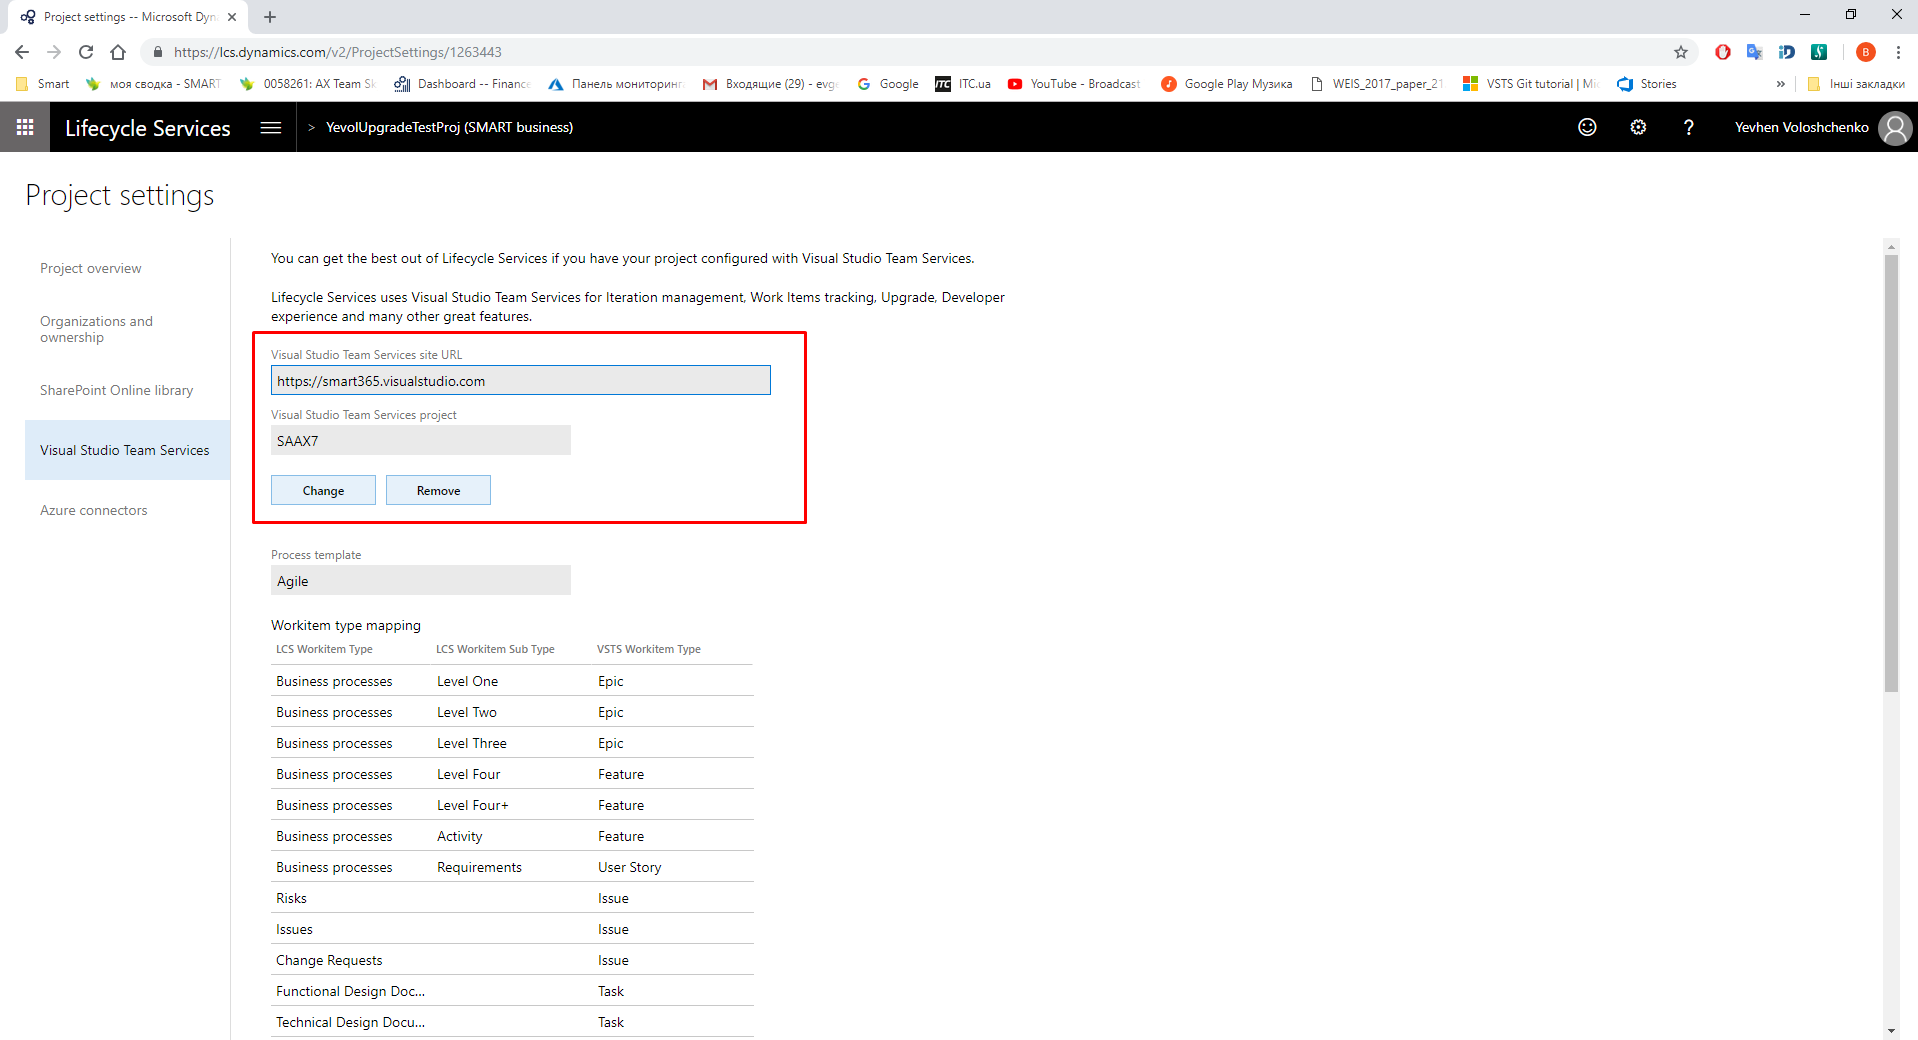 Project settings -- Microsoft Dyn
https://lcs.dynamics.com/v2/ProjectSettings/1263443
B
Smart
моя сводка - SMART
0058261: AX Team Sk
Dashboard -- Finance
Панель мониторинг
Входящие (29) - evge
Google
ITC
ITC.ua
YouTube - Broadcast
Google Play Музика
WEIS_2017_paper_21
VSTS Git tutorial | Mi
Stories
»
Інші закладки
Lifecycle Services
> YevolUpgradeTestProj (SMART business)
?
Yevhen Voloshchenko
Project settings
Project overview
Organizations and
ownership
SharePoint Online library
Visual Studio Team Services
Azure connectors
You can get the best out of Lifecycle Services if you have your project configured with Visual Studio Team Services.
Lifecycle Services uses Visual Studio Team Services for Iteration management, Work Items tracking, Upgrade, Developer
experience and many other great features.
Visual Studio Team Services site URL
https://smart365.visualstudio.com
Visual Studio Team Services project
SAAX7
Change Remove
Process template
Agile
Workitem type mapping
LCS Workitem Type LCS Workitem Sub Type VSTS Workitem Type
Business processes Level One Epic
Business processes Level Two Epic
Business processes Level Three Epic
Business processes Level Four Feature
Business processes Level Four+ Feature
Business processes Activity Feature
Business processes Requirements User Story
Risks Issue
Issues Issue
Change Requests Issue
Functional Design Doc... Task
Technical Design Docu... Task